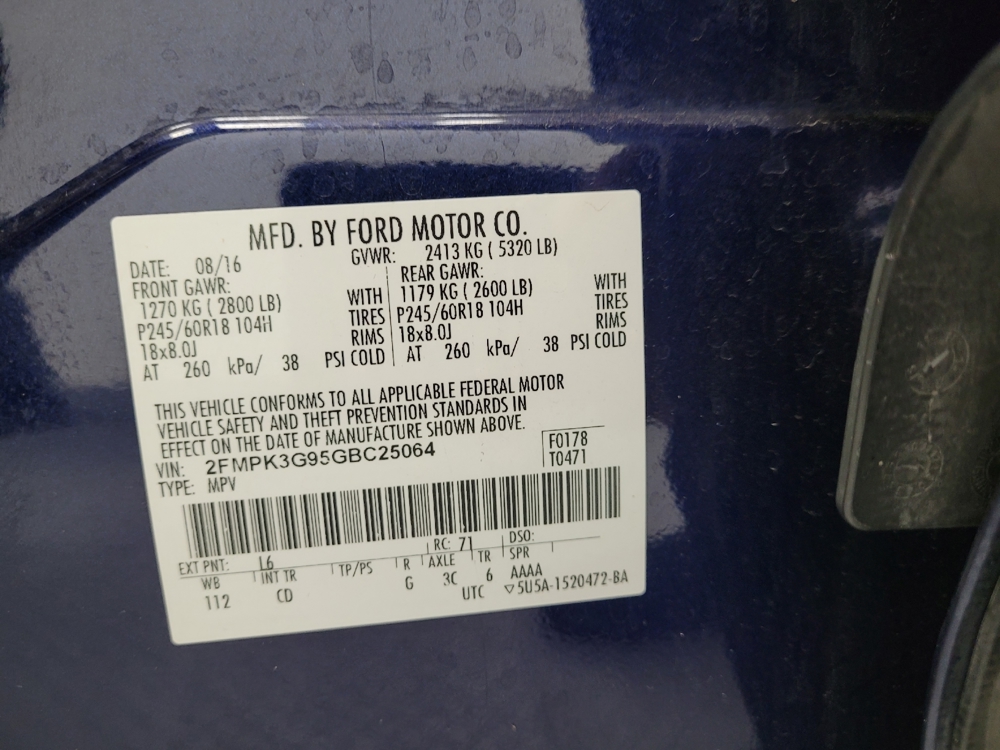 MFD. BY FORD MOTOR CO.
DATE: 08/16 GVWR: 2413 KG ( 5320 LB)
FRONT GAWR: REAR GAWR:
1270 KG ( 2800 LB) WITH 1179 KG ( 2600 LB) WITH
P245/60R18 104H TIRES P245/60R18 104H TIRES
18x8.0J RIMS 18x8.0J RIMS
AT 260 kPa/ 38 PSI COLD AT 260 kPa/ 38 PSI COLD
THIS VEHICLE CONFORMS TO ALL APPLICABLE FEDERAL MOTOR
VEHICLE SAFETY AND THEFT PREVENTION STANDARDS IN
EFFECT ON THE DATE OF MANUFACTURE SHOWN ABOVE.
VIN: 2FMPK3G95GBC25064 F0178
TYPE: MPV T0471
EXT PNT: L6 RC: 71 DSO:
WB INT TR TP/PS R AXLE TR SPR
112 CD G 3C 6 AAAA
UTC ▽5U5A-1520472-BA